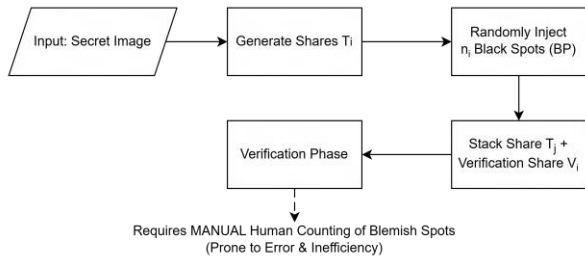 Input: Secret Image
Generate Shares Ti
Randomly Inject
nᵢ Black Spots (BP)
Stack Share Tⱼ +
Verification Share Vᵢ
Verification Phase
Requires MANUAL Human Counting of Blemish Spots
(Prone to Error & Inefficiency)